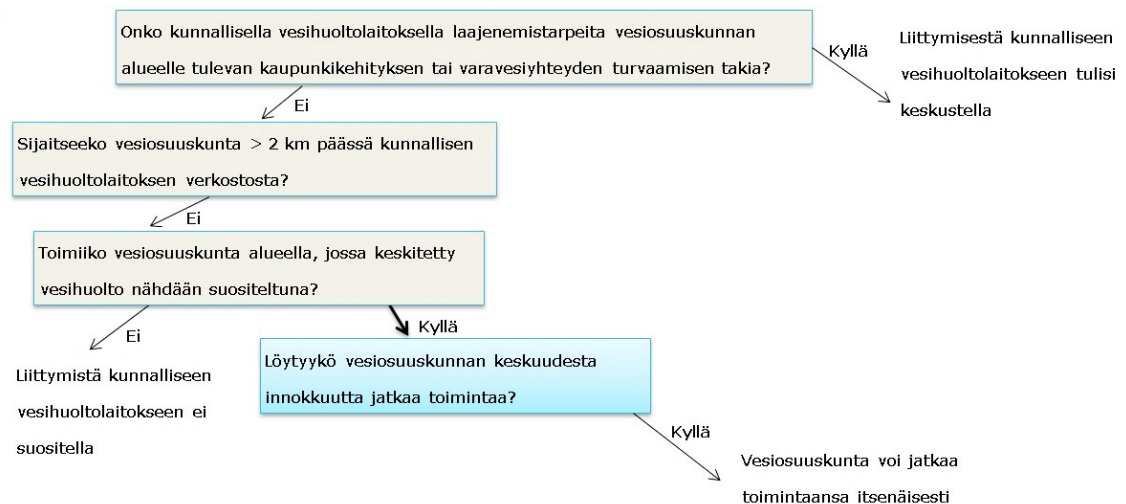 Onko kunnallisella vesihuoltolaitoksella laajenemistarpeita vesiosuuskunnan
alueelle tulevan kaupunkikehityksen tai varavesiyhteyden turvaamisen takia?
Kyllä
Liittymisestä kunnalliseen
vesihuoltolaitokseen tulisi
keskustella
Ei
Sijaitseeko vesiosuuskunta > 2 km päässä kunnallisen
vesihuoltolaitoksen verkostosta?
Ei
Toimiiko vesiosuuskunta alueella, jossa keskitetty
vesihuolto nähdään suositeltuna?
Ei
Liittymistä kunnalliseen
vesihuoltolaitokseen ei
suositella
Kyllä
Löytyykö vesiosuuskunnan keskuudesta
innokkuutta jatkaa toimintaa?
Kyllä
Vesiosuuskunta voi jatkaa
toimintaansa itsenäisesti